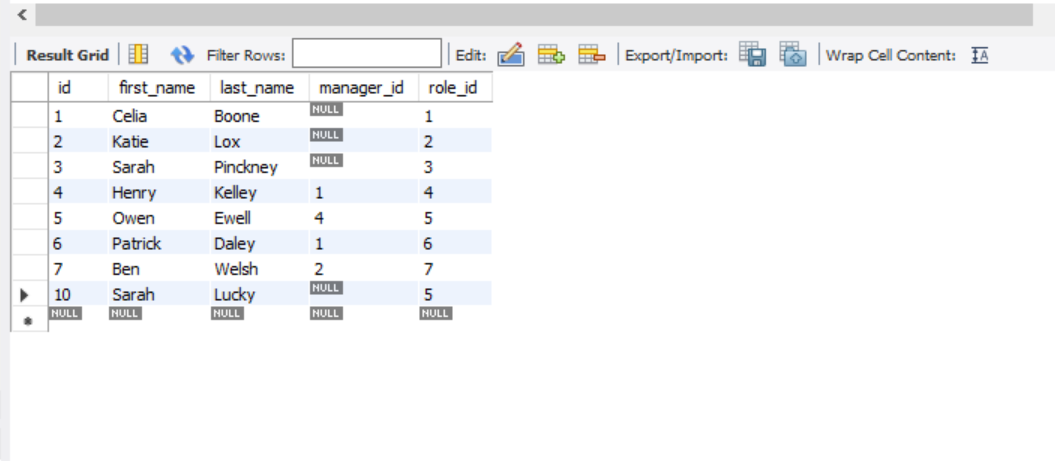 Result Grid Filter Rows: Edit: Export/Import: Wrap Cell Content: IA
id first_name last_name manager_id role_id
1 Celia Boone NULL 1
2 Katie Lox NULL 2
3 Sarah Pinckney NULL 3
4 Henry Kelley 1 4
5 Owen Ewell 4 5
6 Patrick Daley 1 6
7 Ben Welsh 2 7
10 Sarah Lucky NULL 5
NULL NULL NULL NULL NULL